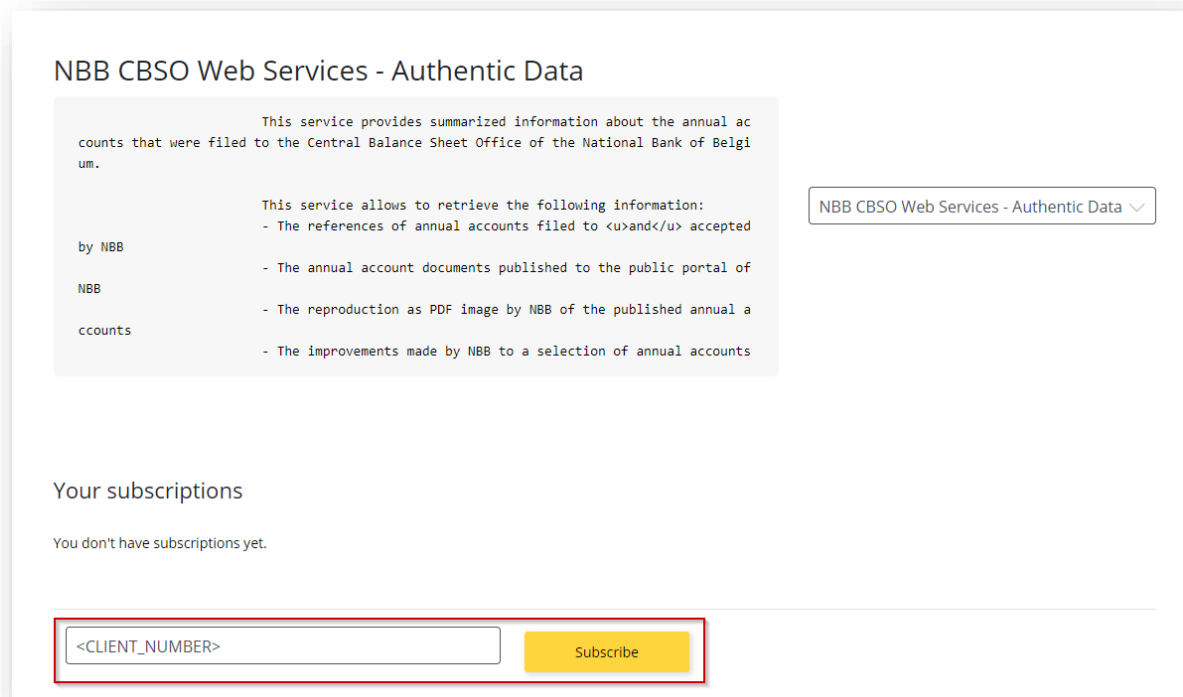 NBB CBSO Web Services - Authentic Data
This service provides summarized information about the annual ac
counts that were filed to the Central Balance Sheet Office of the National Bank of Belgi
um.
This service allows to retrieve the following information:
- The references of annual accounts filed to <u>and</u> accepted
by NBB
- The annual account documents published to the public portal of
NBB
- The reproduction as PDF image by NBB of the published annual a
ccounts
- The improvements made by NBB to a selection of annual accounts
NBB CBSO Web Services - Authentic Data
Your subscriptions
You don't have subscriptions yet.
<CLIENT_NUMBER>
Subscribe